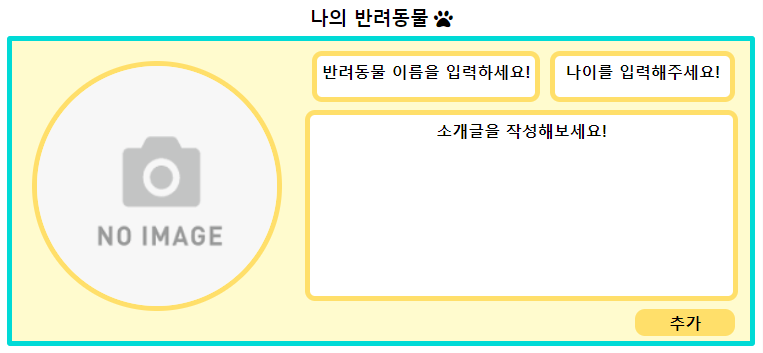 나의 반려동물
반려동물 이름을 입력하세요!
나이를 입력해주세요!
소개글을 작성해보세요!
NO IMAGE
추가